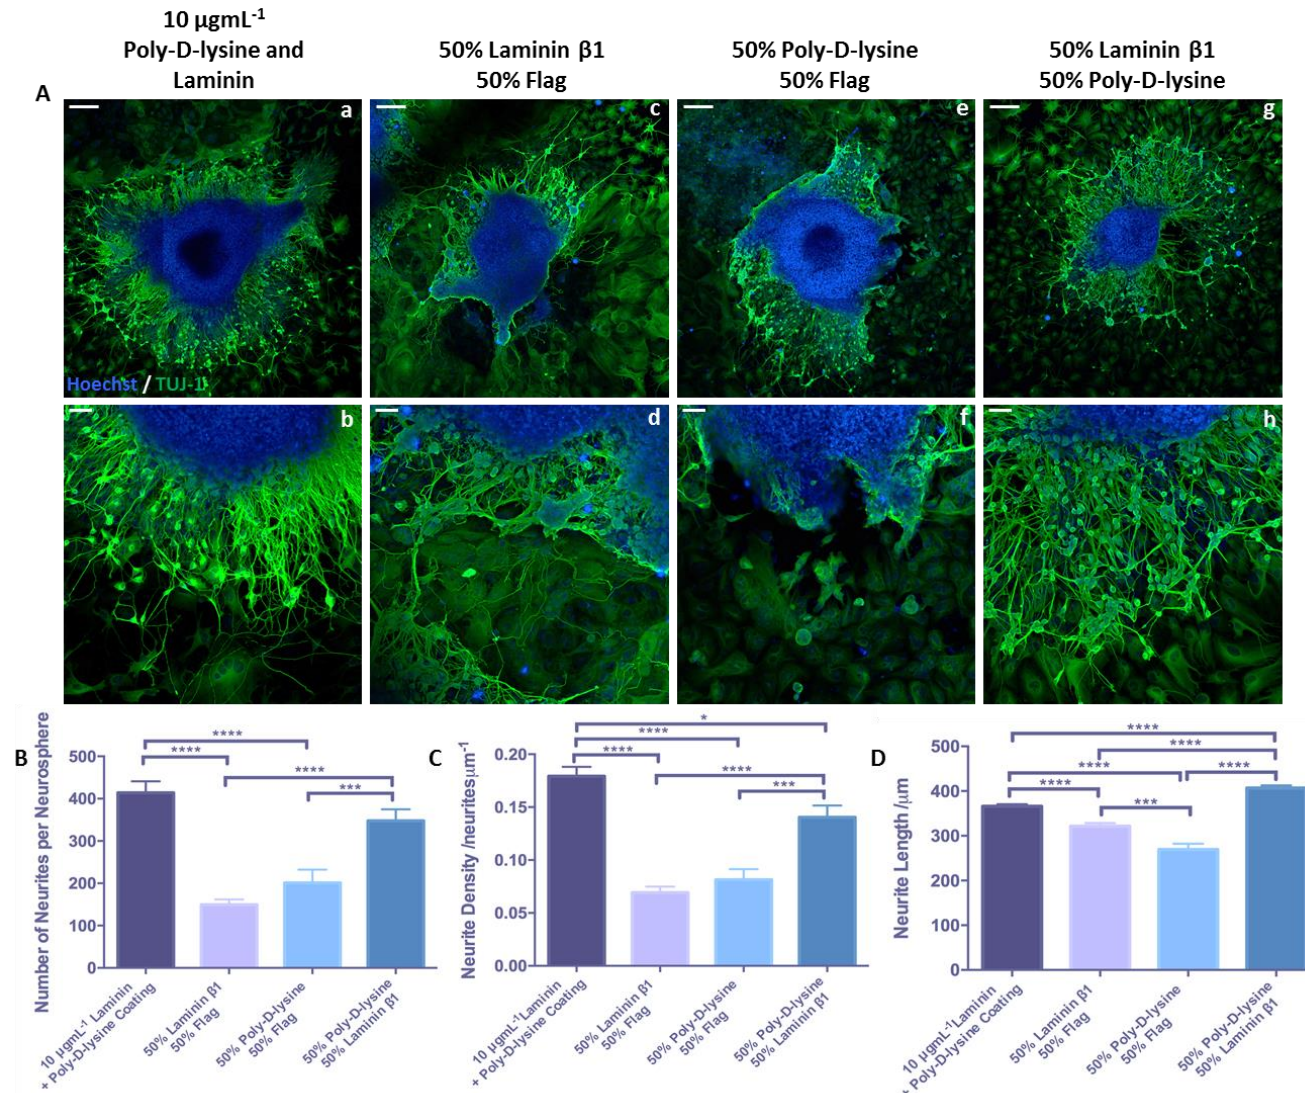 10 µgmL-1
Poly-D-lysine and
Laminin
50% Laminin β1
50% Flag
50% Poly-D-lysine
50% Flag
50% Laminin β1
50% Poly-D-lysine
A
a
c
e
g
Hoechst / TUJ-1
b
d
f
h
B
Number of Neurites per Neurosphere
500
400
300
200
100
0
****
****
****
***
10 µgmL-1 Laminin
+ Poly-D-lysine Coating
50% Laminin β1
50% Flag
50% Poly-D-lysine
50% Flag
50% Poly-D-lysine
50% Laminin β1
C
Neurite Density /neuritesµm-1
0.20
0.15
0.10
0.05
0.00
*
****
****
****
***
10 µgmL-1 Laminin
+ Poly-D-lysine Coating
50% Laminin β1
50% Flag
50% Poly-D-lysine
50% Flag
50% Poly-D-lysine
50% Laminin β1
D
Neurite Length /µm
500
400
300
200
100
0
****
****
****
****
****
***
10 µgmL-1 Laminin
+ Poly-D-lysine Coating
50% Laminin β1
50% Flag
50% Poly-D-lysine
50% Flag
50% Poly-D-lysine
50% Laminin β1